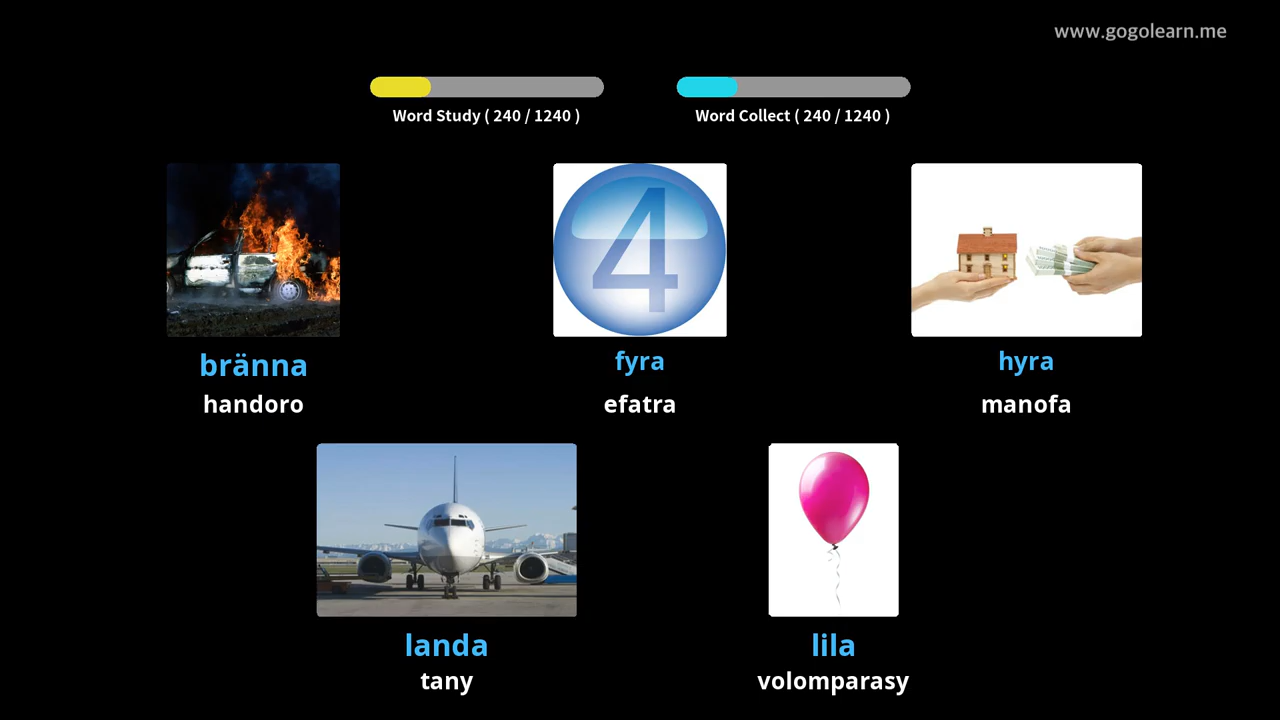 www.gogolearn.me
Word Study ( 240 / 1240 )
Word Collect ( 240 / 1240 )
4
bränna
handoro
fyra
efatra
hyra
manofa
landa
tany
lila
volomparasy